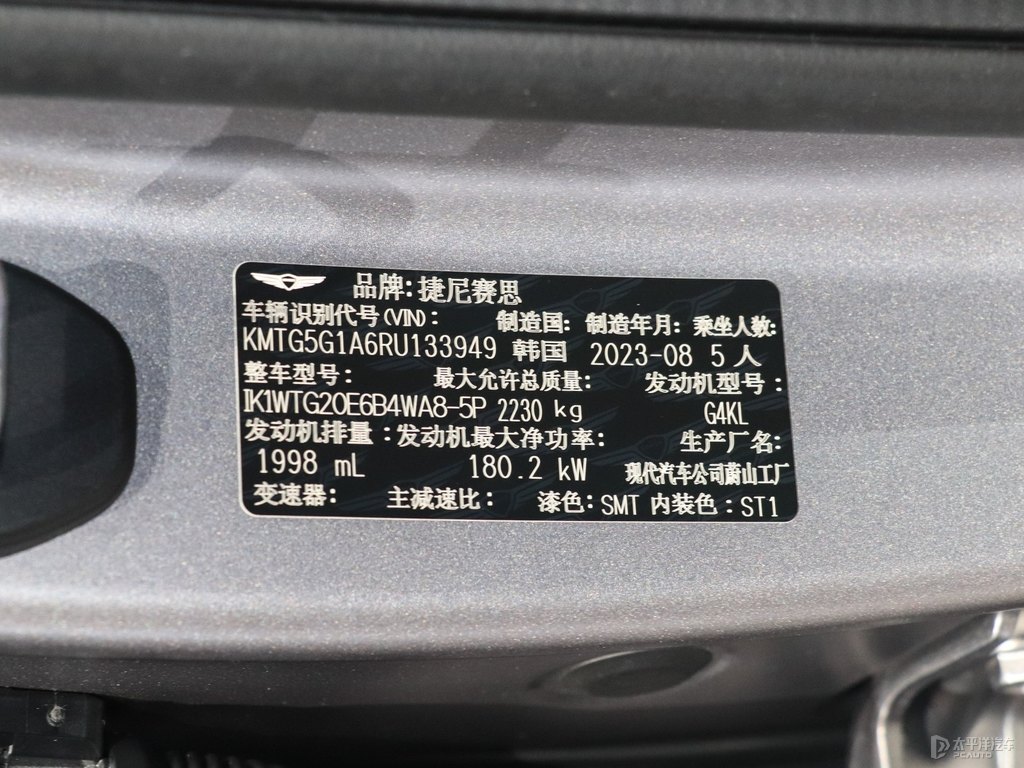 品牌: 捷尼赛思
车辆识别代号(VIN): 制造国: 制造年月: 乘坐人数:
KMTG5G1A6RU133949 韩国 2023-08 5人
整车型号: 最大允许总质量: 发动机型号:
IK1WTG20E6B4WA8-5P 2230 kg G4KL
发动机排量: 发动机最大净功率: 生产厂名:
1998 mL 180.2 kW 现代汽车公司蔚山工厂
变速器: 主减速比: 漆色: SMT 内装色: ST1
太平洋汽车
PCAUTO